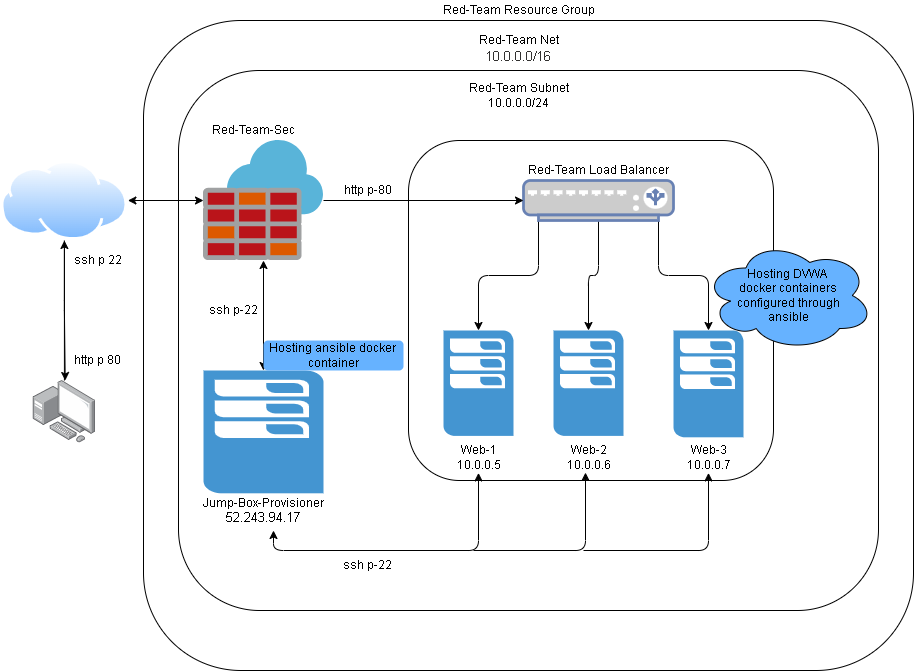 Red-Team Resource Group
Red-Team Net
10.0.0.0/16
Red-Team Subnet
10.0.0.0/24
Red-Team-Sec
Red-Team Load Balancer
http p-80
ssh p 22
Hosting DVWA
docker containers
configured through
ansible
ssh p-22
Hosting ansible docker
container
http p 80
Web-1
10.0.0.5
Web-2
10.0.0.6
Web-3
10.0.0.7
Jump-Box-Provisioner
52.243.94.17
ssh p-22